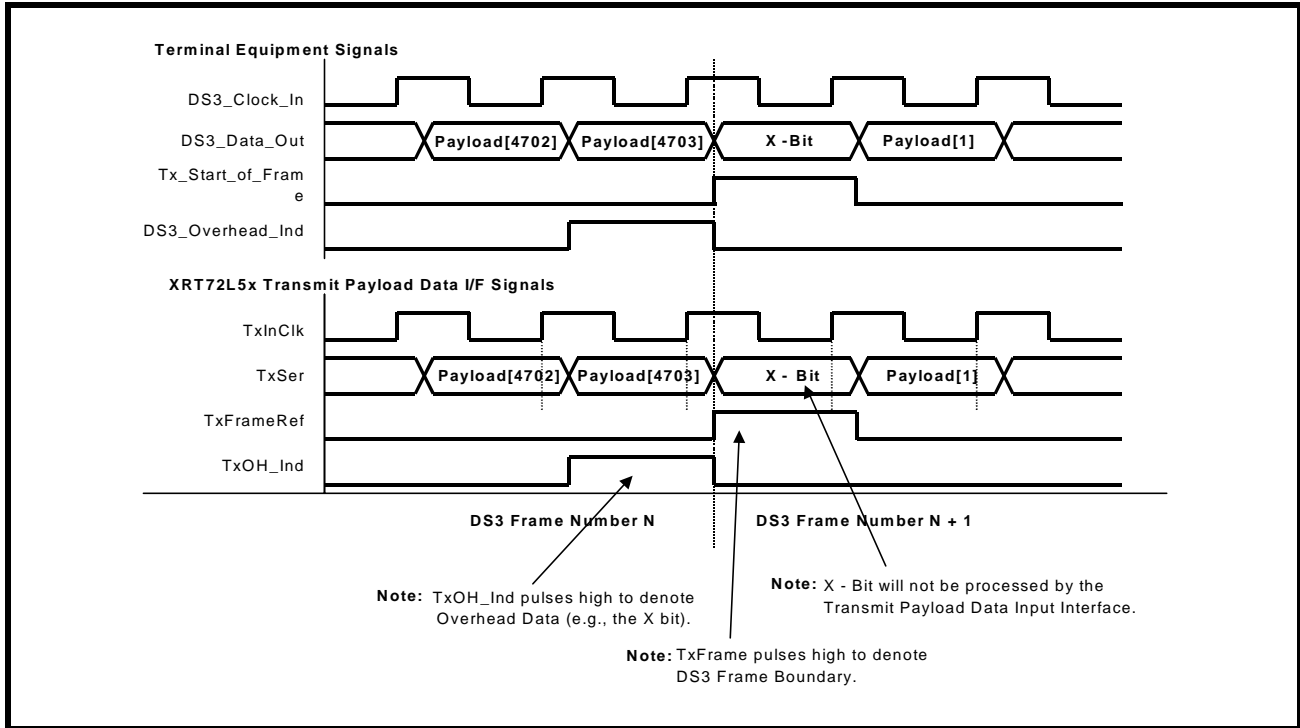 Terminal Equipment Signals
DS3_Clock_In
DS3_Data_Out
Payload[4702] Payload[4703] X -Bit Payload[1]
Tx_Start_of_Fram
e
DS3_Overhead_Ind
XRT72L5x Transmit Payload Data I/F Signals
TxInClk
TxSer
Payload[4702] Payload[4703] X - Bit Payload[1]
TxFrameRef
TxOH_Ind
DS3 Frame Number N DS3 Frame Number N + 1
Note: TxOH_Ind pulses high to denote
Overhead Data (e.g., the X bit).
Note: X - Bit will not be processed by the
Transmit Payload Data Input Interface.
Note: TxFrame pulses high to denote
DS3 Frame Boundary.